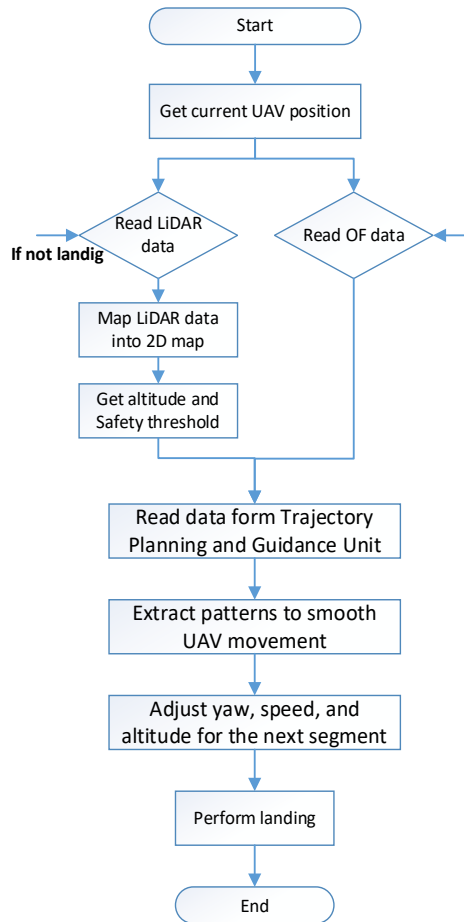 Start
Get current UAV position
Read LiDAR
data
Read OF data
If not landig
Map LiDAR data
into 2D map
Get altitude and
Safety threshold
Read data form Trajectory
Planning and Guidance Unit
Extract patterns to smooth
UAV movement
Adjust yaw, speed, and
altitude for the next segment
Perform landing
End